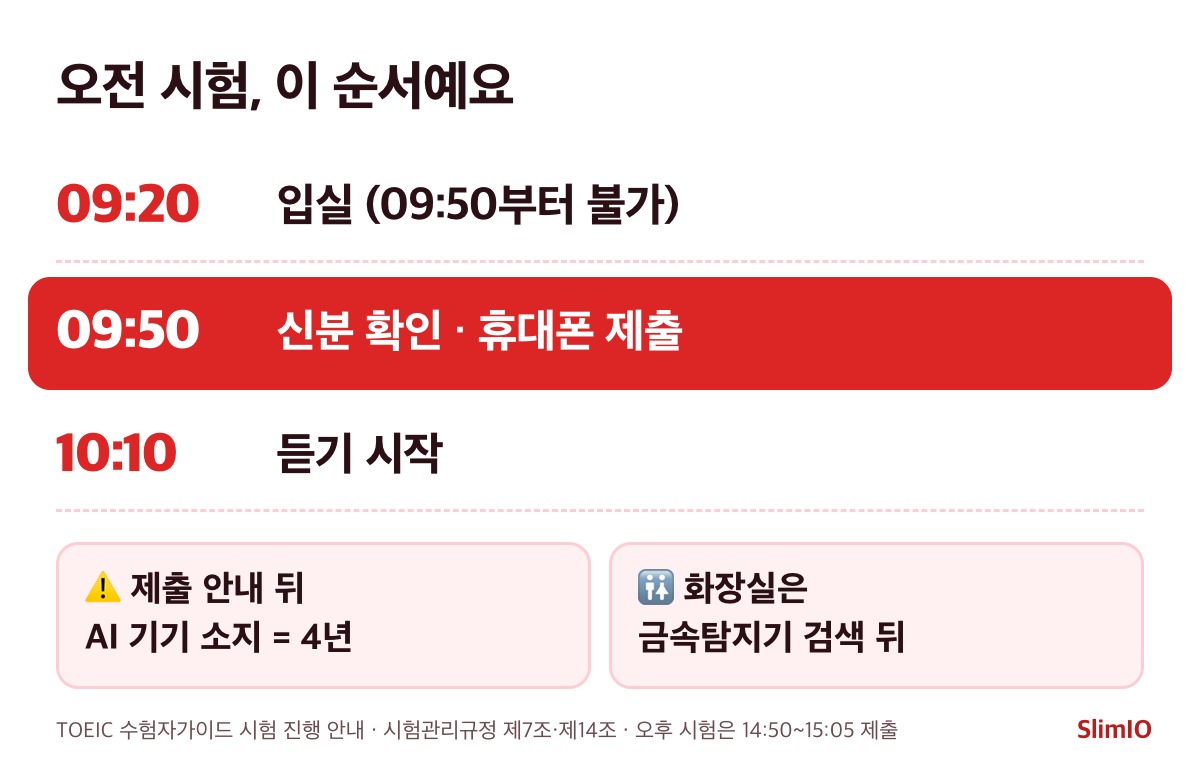 오전 시험, 이 순서예요
09:20 입실 (09:50부터 불가)
09:50 신분 확인 · 휴대폰 제출
10:10 듣기 시작
⚠️ 제출 안내 뒤
AI 기기 소지 = 4년
🚻 화장실은
금속탐지기 검색 뒤
TOEIC 수험자가이드 시험 진행 안내 · 시험관리규정 제7조·제14조 · 오후 시험은 14:50~15:05 제출
SlimIO